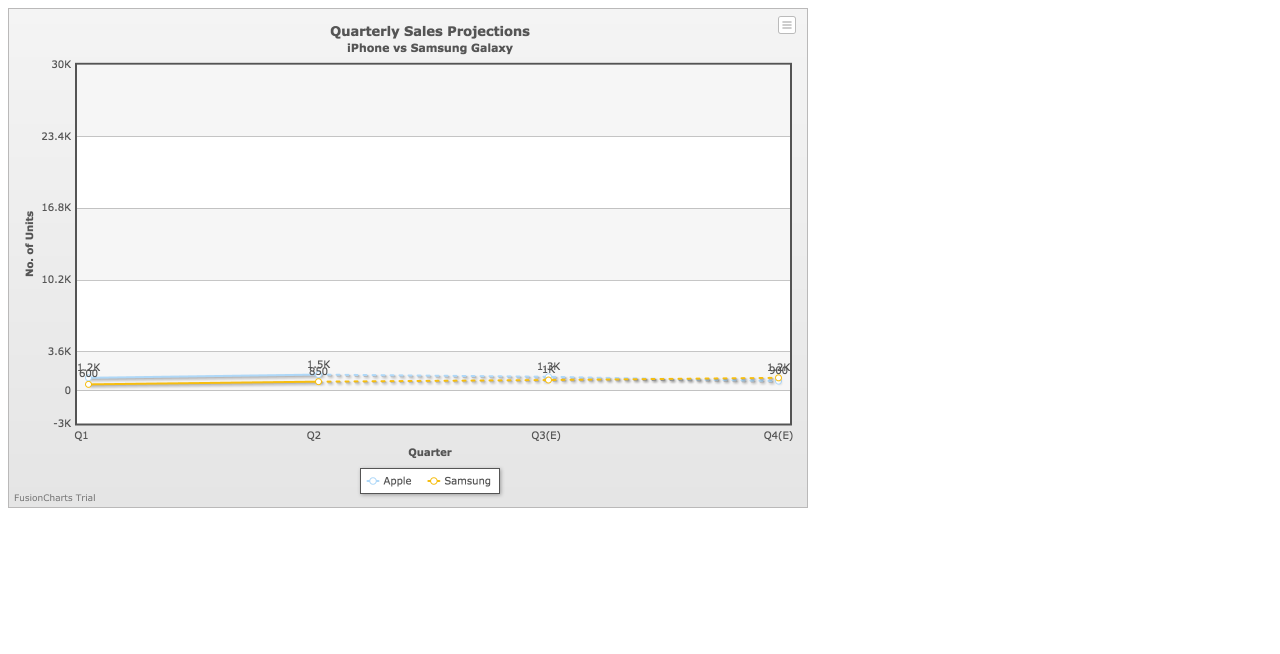 Quarterly Sales Projections
iPhone vs Samsung Galaxy
30K
23.4K
16.8K
10.2K
3.6K
0
-3K
No. of Units
1.2K
600
1.5K
850
1.3K
1K
1.2K
900
Q1 Q2 Q3(E) Q4(E)
Quarter
Apple Samsung
FusionCharts Trial